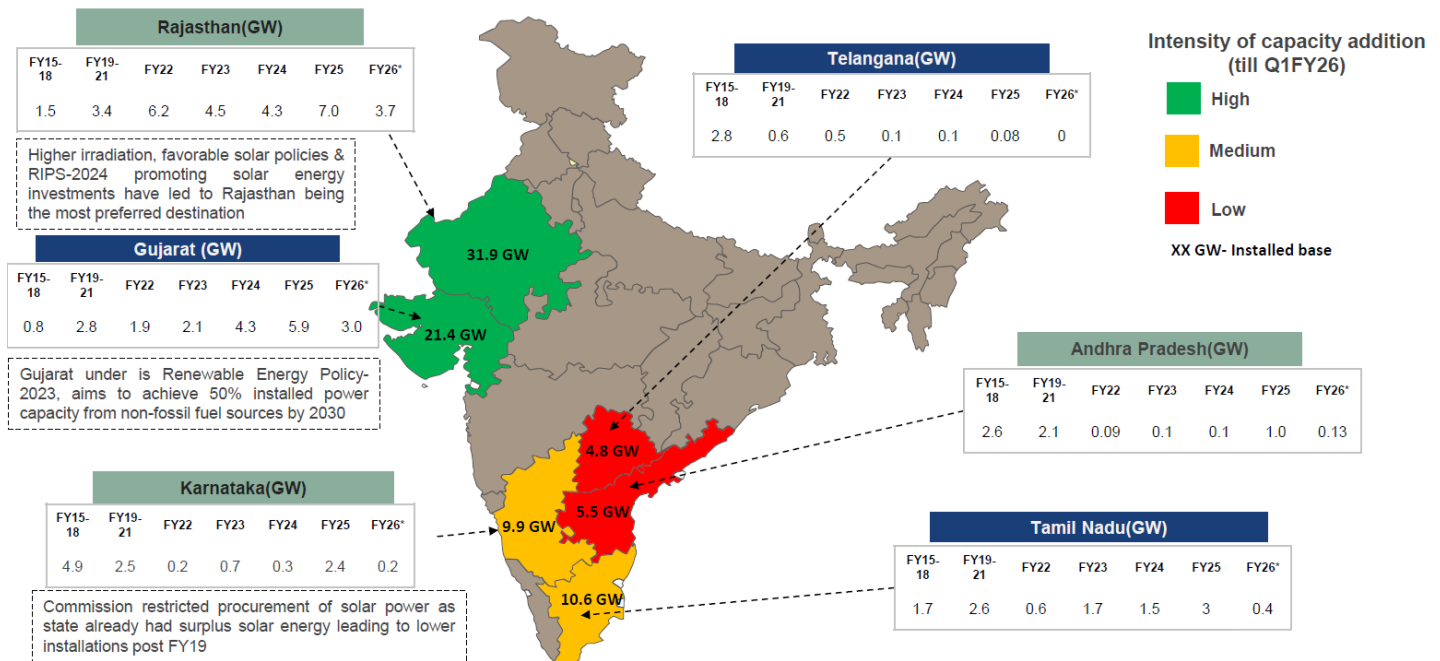 Rajasthan(GW)
FY15-18 FY19-21 FY22 FY23 FY24 FY25 FY26*
1.5 3.4 6.2 4.5 4.3 7.0 3.7
Higher irradiation, favorable solar policies &
RIPS-2024 promoting solar energy
investments have led to Rajasthan being
the most preferred destination
Gujarat (GW)
FY15-18 FY19-21 FY22 FY23 FY24 FY25 FY26*
0.8 2.8 1.9 2.1 4.3 5.9 3.0
Gujarat under is Renewable Energy Policy-
2023, aims to achieve 50% installed power
capacity from non-fossil fuel sources by 2030
Karnataka(GW)
FY15-18 FY19-21 FY22 FY23 FY24 FY25 FY26*
4.9 2.5 0.2 0.7 0.3 2.4 0.2
Commission restricted procurement of solar power as
state already had surplus solar energy leading to lower
installations post FY19
31.9 GW
21.4 GW
4.8 GW
5.5 GW
9.9 GW
10.6 GW
Telangana(GW)
FY15-18 FY19-21 FY22 FY23 FY24 FY25 FY26*
2.8 0.6 0.5 0.1 0.1 0.08 0
Intensity of capacity addition
(till Q1FY26)
High
Medium
Low
XX GW- Installed base
Andhra Pradesh(GW)
FY15-18 FY19-21 FY22 FY23 FY24 FY25 FY26*
2.6 2.1 0.09 0.1 0.1 1.0 0.13
Tamil Nadu(GW)
FY15-18 FY19-21 FY22 FY23 FY24 FY25 FY26*
1.7 2.6 0.6 1.7 1.5 3 0.4